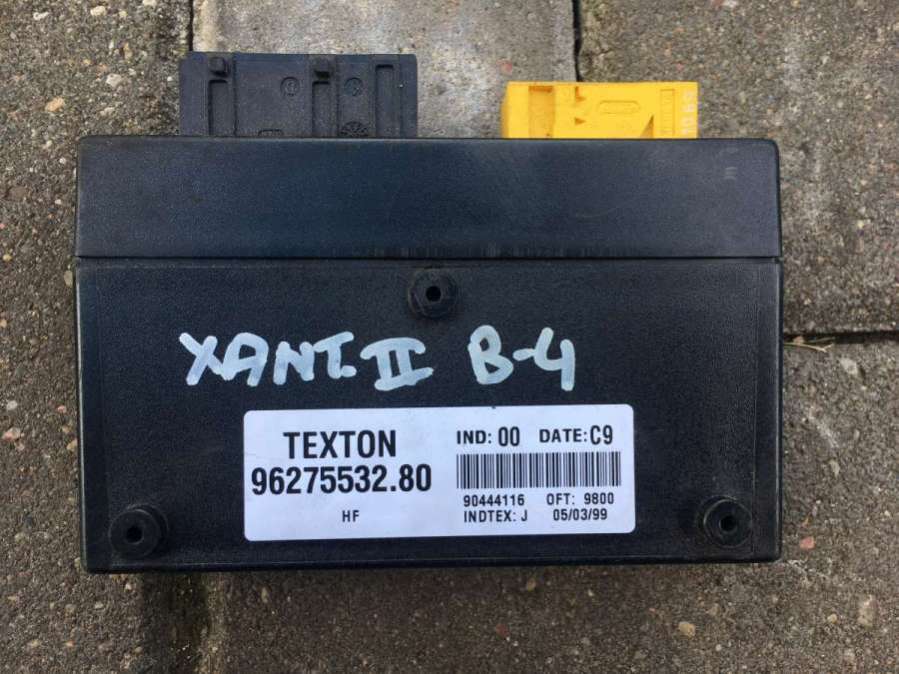 XANT. II B-4
TEXTON
96275532.80
HF
IND: 00 DATE: C9
90444116 OFT: 9800
INDTEX: J 05/03/99